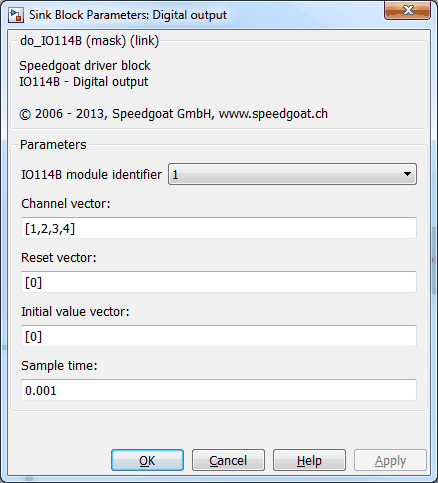 Sink Block Parameters: Digital output
do_IO114B (mask) (link)
Speedgoat driver block
IO114B - Digital output
© 2006 - 2013, Speedgoat GmbH, www.speedgoat.ch
Parameters
IO114B module identifier 1
Channel vector:
[1,2,3,4]
Reset vector:
[0]
Initial value vector:
[0]
Sample time:
0.001
OK Cancel Help Apply